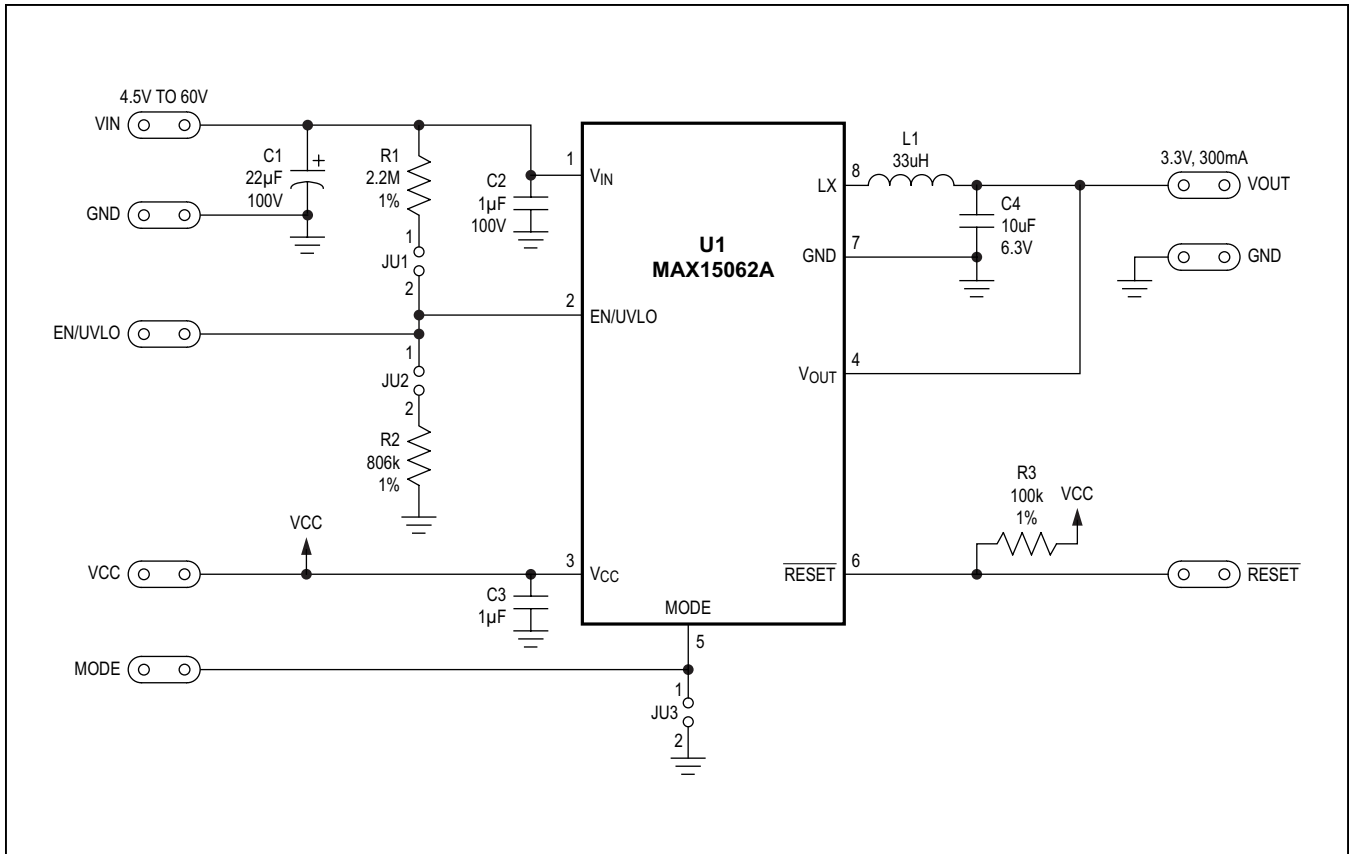 4.5V TO 60V
VIN
C1
22µF
100V
+
R1
2.2M
1%
C2
1µF
100V
1
VIN
GND
1
JU1
2
EN/UVLO
2
EN/UVLO
1
JU2
2
R2
806k
1%
VCC
VCC
3
VCC
C3
1µF
MODE
MODE
5
1
JU3
2
U1
MAX15062A
LX
8
L1
33uH
C4
10uF
6.3V
3.3V, 300mA
VOUT
GND
7
GND
VOUT
4
R3
100k
1%
VCC
RESET
6
RESET